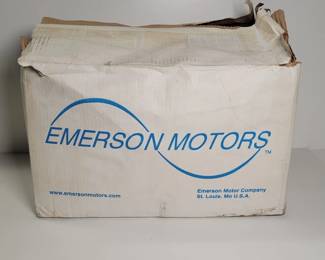 EMERSON MOTORS
TM
www.emersonmotors.com
Emerson Motor Company
St. Louis, Mo U.S.A.